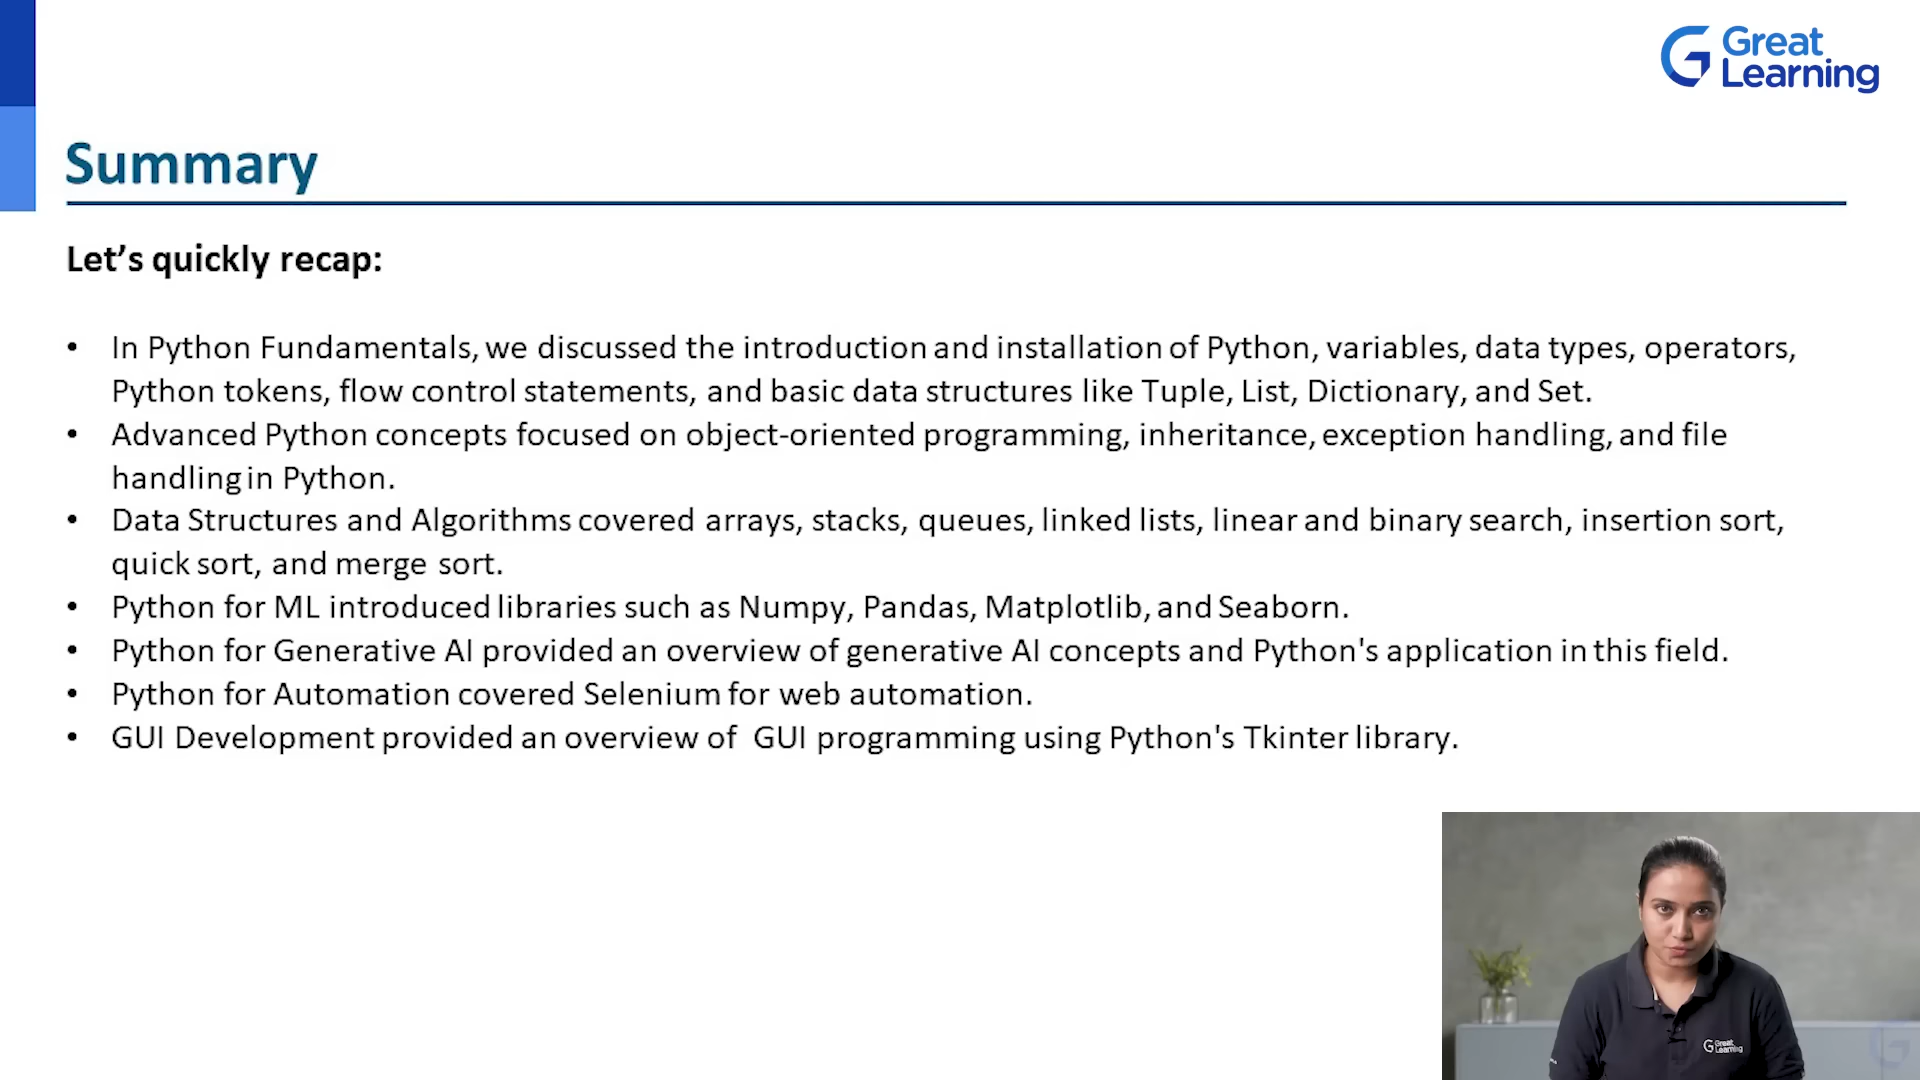 Great
Learning
Summary
Let’s quickly recap:
• In Python Fundamentals, we discussed the introduction and installation of Python, variables, data types, operators,
Python tokens, flow control statements, and basic data structures like Tuple, List, Dictionary, and Set.
• Advanced Python concepts focused on object-oriented programming, inheritance, exception handling, and file
handling in Python.
• Data Structures and Algorithms covered arrays, stacks, queues, linked lists, linear and binary search, insertion sort,
quick sort, and merge sort.
• Python for ML introduced libraries such as Numpy, Pandas, Matplotlib, and Seaborn.
• Python for Generative AI provided an overview of generative AI concepts and Python's application in this field.
• Python for Automation covered Selenium for web automation.
• GUI Development provided an overview of  GUI programming using Python's Tkinter library.
Great
Learning